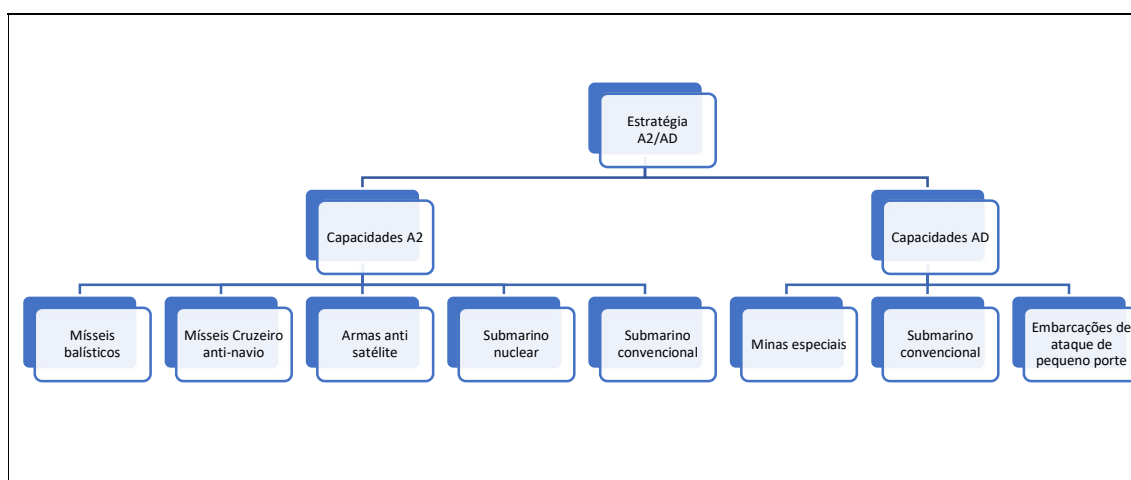 Estratégia
A2/AD
Capacidades A2
Capacidades AD
Mísseis
balísticos
Mísseis Cruzeiro
anti-navio
Armas anti
satélite
Submarino
nuclear
Submarino
convencional
Minas especiais
Submarino
convencional
Embarcações de
ataque de
pequeno porte